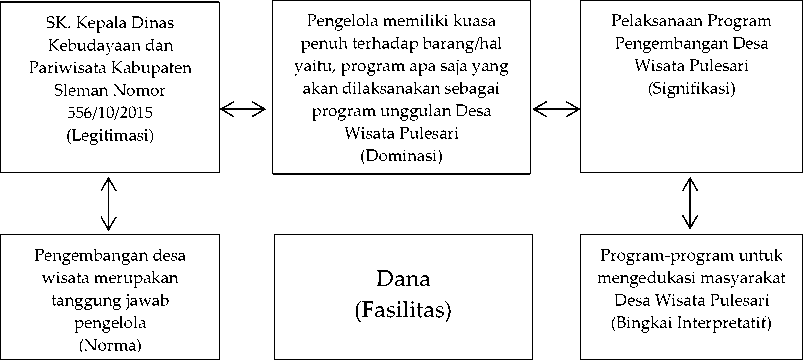 SK. Kepala Dinas
Kebudayaan dan
Pariwisata Kabupaten
Sleman Nomor
556/10/2015
(Legitimasi)
Pengelola memiliki kuasa
penuh terhadap barang/hal
yaitu, program apa saja yang
akan dilaksanakan sebagai
program unggulan Desa
Wisata Pulesari
(Dominasi)
Pelaksanaan Program
Pengembangan Desa
Wisata Pulesari
(Signifikasi)
Pengembangan desa
wisata merupakan
tanggung jawab
pengelola
(Norma)
Dana
(Fasilitas)
Program-program untuk
mengedukasi masyarakat
Desa Wisata Pulesari
(Bingkai Interpretatif)